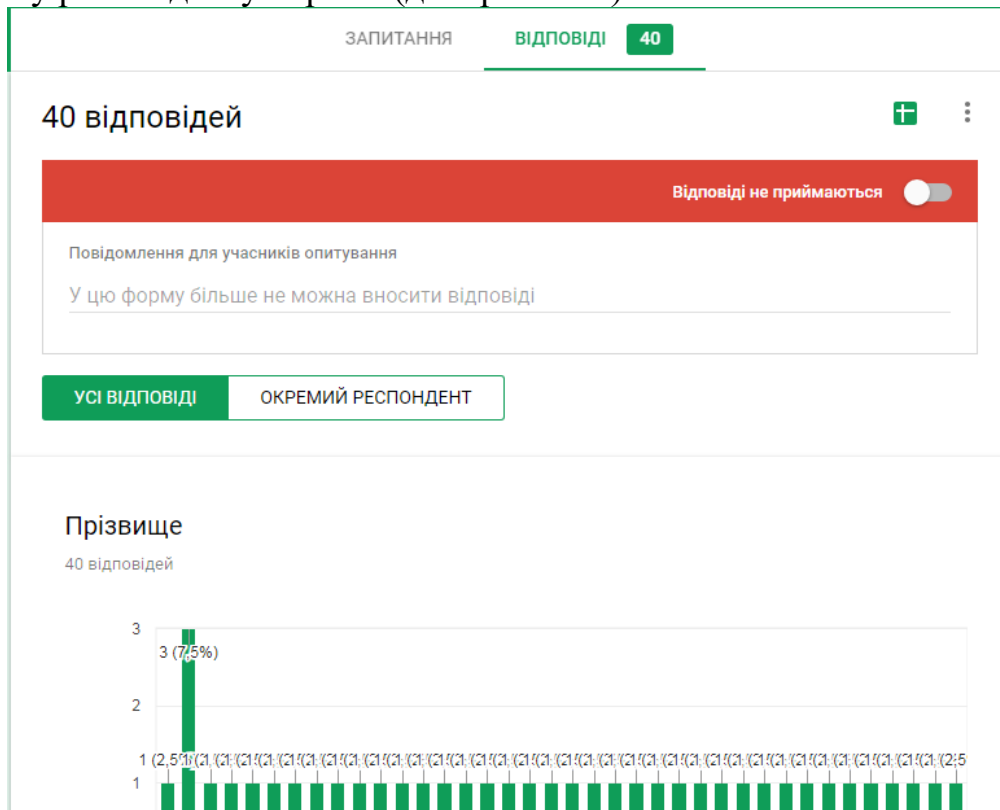 ЗАПИТАННЯ ВІДПОВІДІ 40
40 відповідей
Відповіді не приймаються
Повідомлення для учасників опитування
У цю форму більше не можна вносити відповіді
УСІ ВІДПОВІДІ ОКРЕМИЙ РЕСПОНДЕНТ
Прізвище
40 відповідей
3
3 (7,5%)
2
1